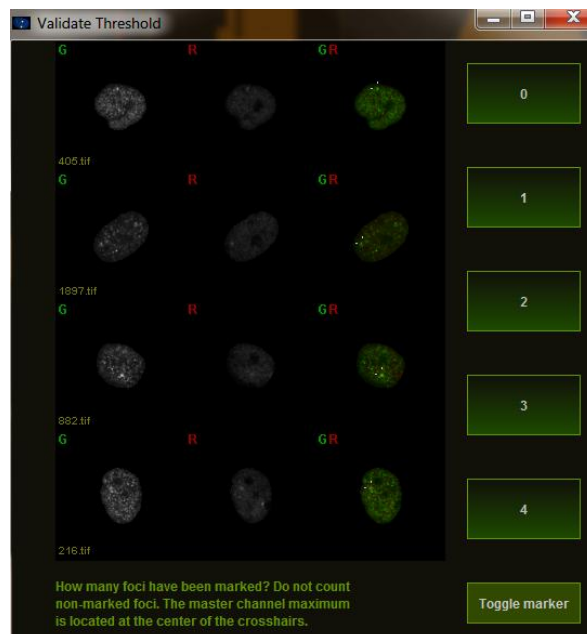 Validate Threshold
G R GR
405.tif
G R GR
1897.tif
G R GR
882.tif
G R GR
216.tif
0
1
2
3
4
How many foci have been marked? Do not count
non-marked foci. The master channel maximum
is located at the center of the crosshairs.
Toggle marker